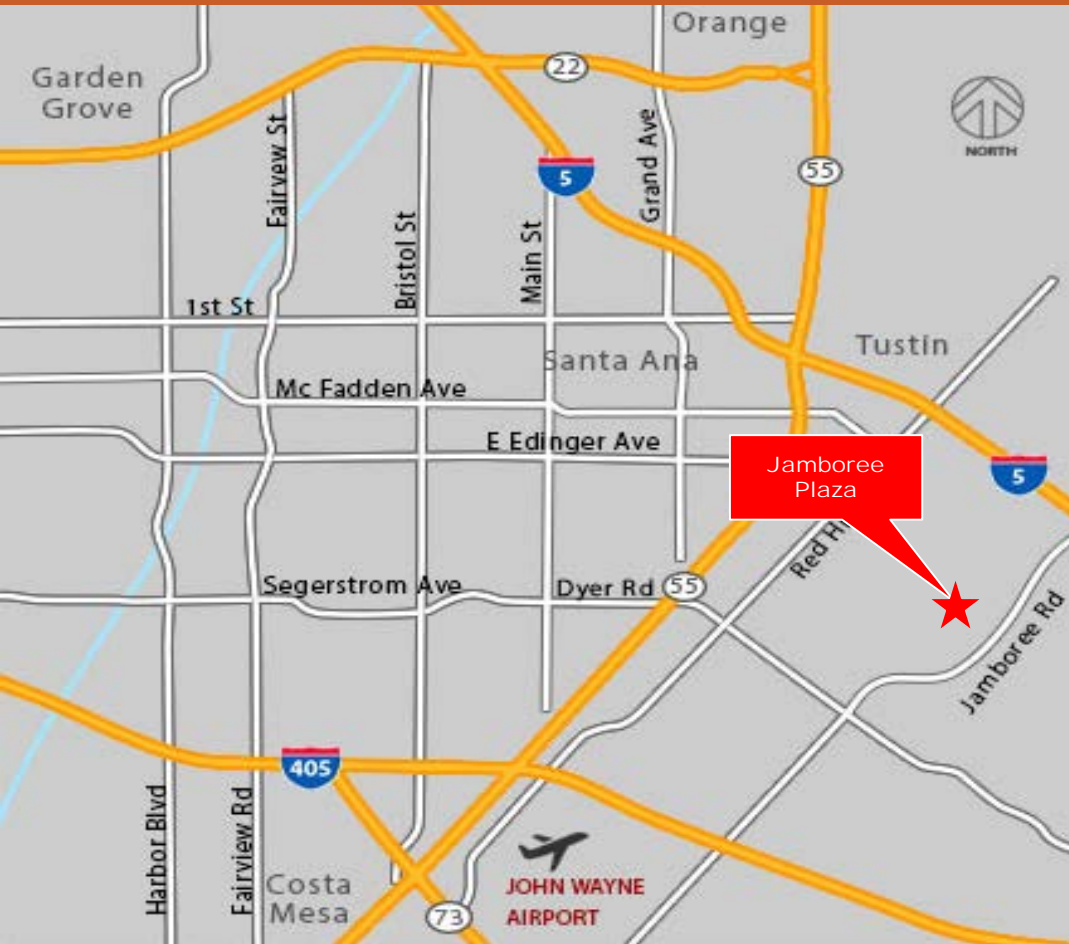 Orange
Garden
Grove
22
NORTH
Fairvew St
Grand Ave
55
5
Bristol St
Main St
1st St
Tustin
Santa Ana
Mc Fadden Ave
E Edinger Ave
Jamboree
Plaza
5
Red
Segerstrom Ave
Dyer Rd
55
Jamboree Rd
405
Harbor Blvd
Fairview Rd
Costa
Mesa
JOHN WAYNE
AIRPORT
73